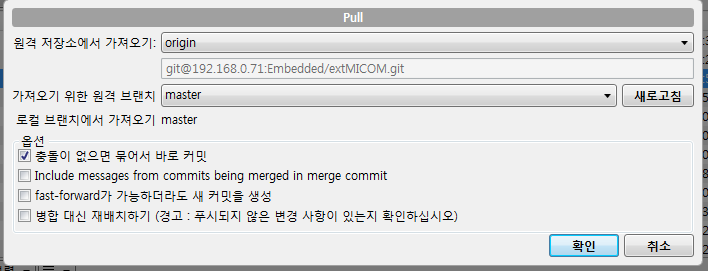 Pull
원격 저장소에서 가져오기: origin
git@192.168.0.71:Embedded/extMICOM.git
가져오기 위한 원격 브랜치 master 새로고침
로컬 브랜치에서 가져오기 master
옵션
충돌이 없으면 묶어서 바로 커밋
Include messages from commits being merged in merge commit
fast-forward가 가능하더라도 새 커밋을 생성
병합 대신 재배치하기 (경고 : 푸시되지 않은 변경 사항이 있는지 확인하십시오)
확인 취소